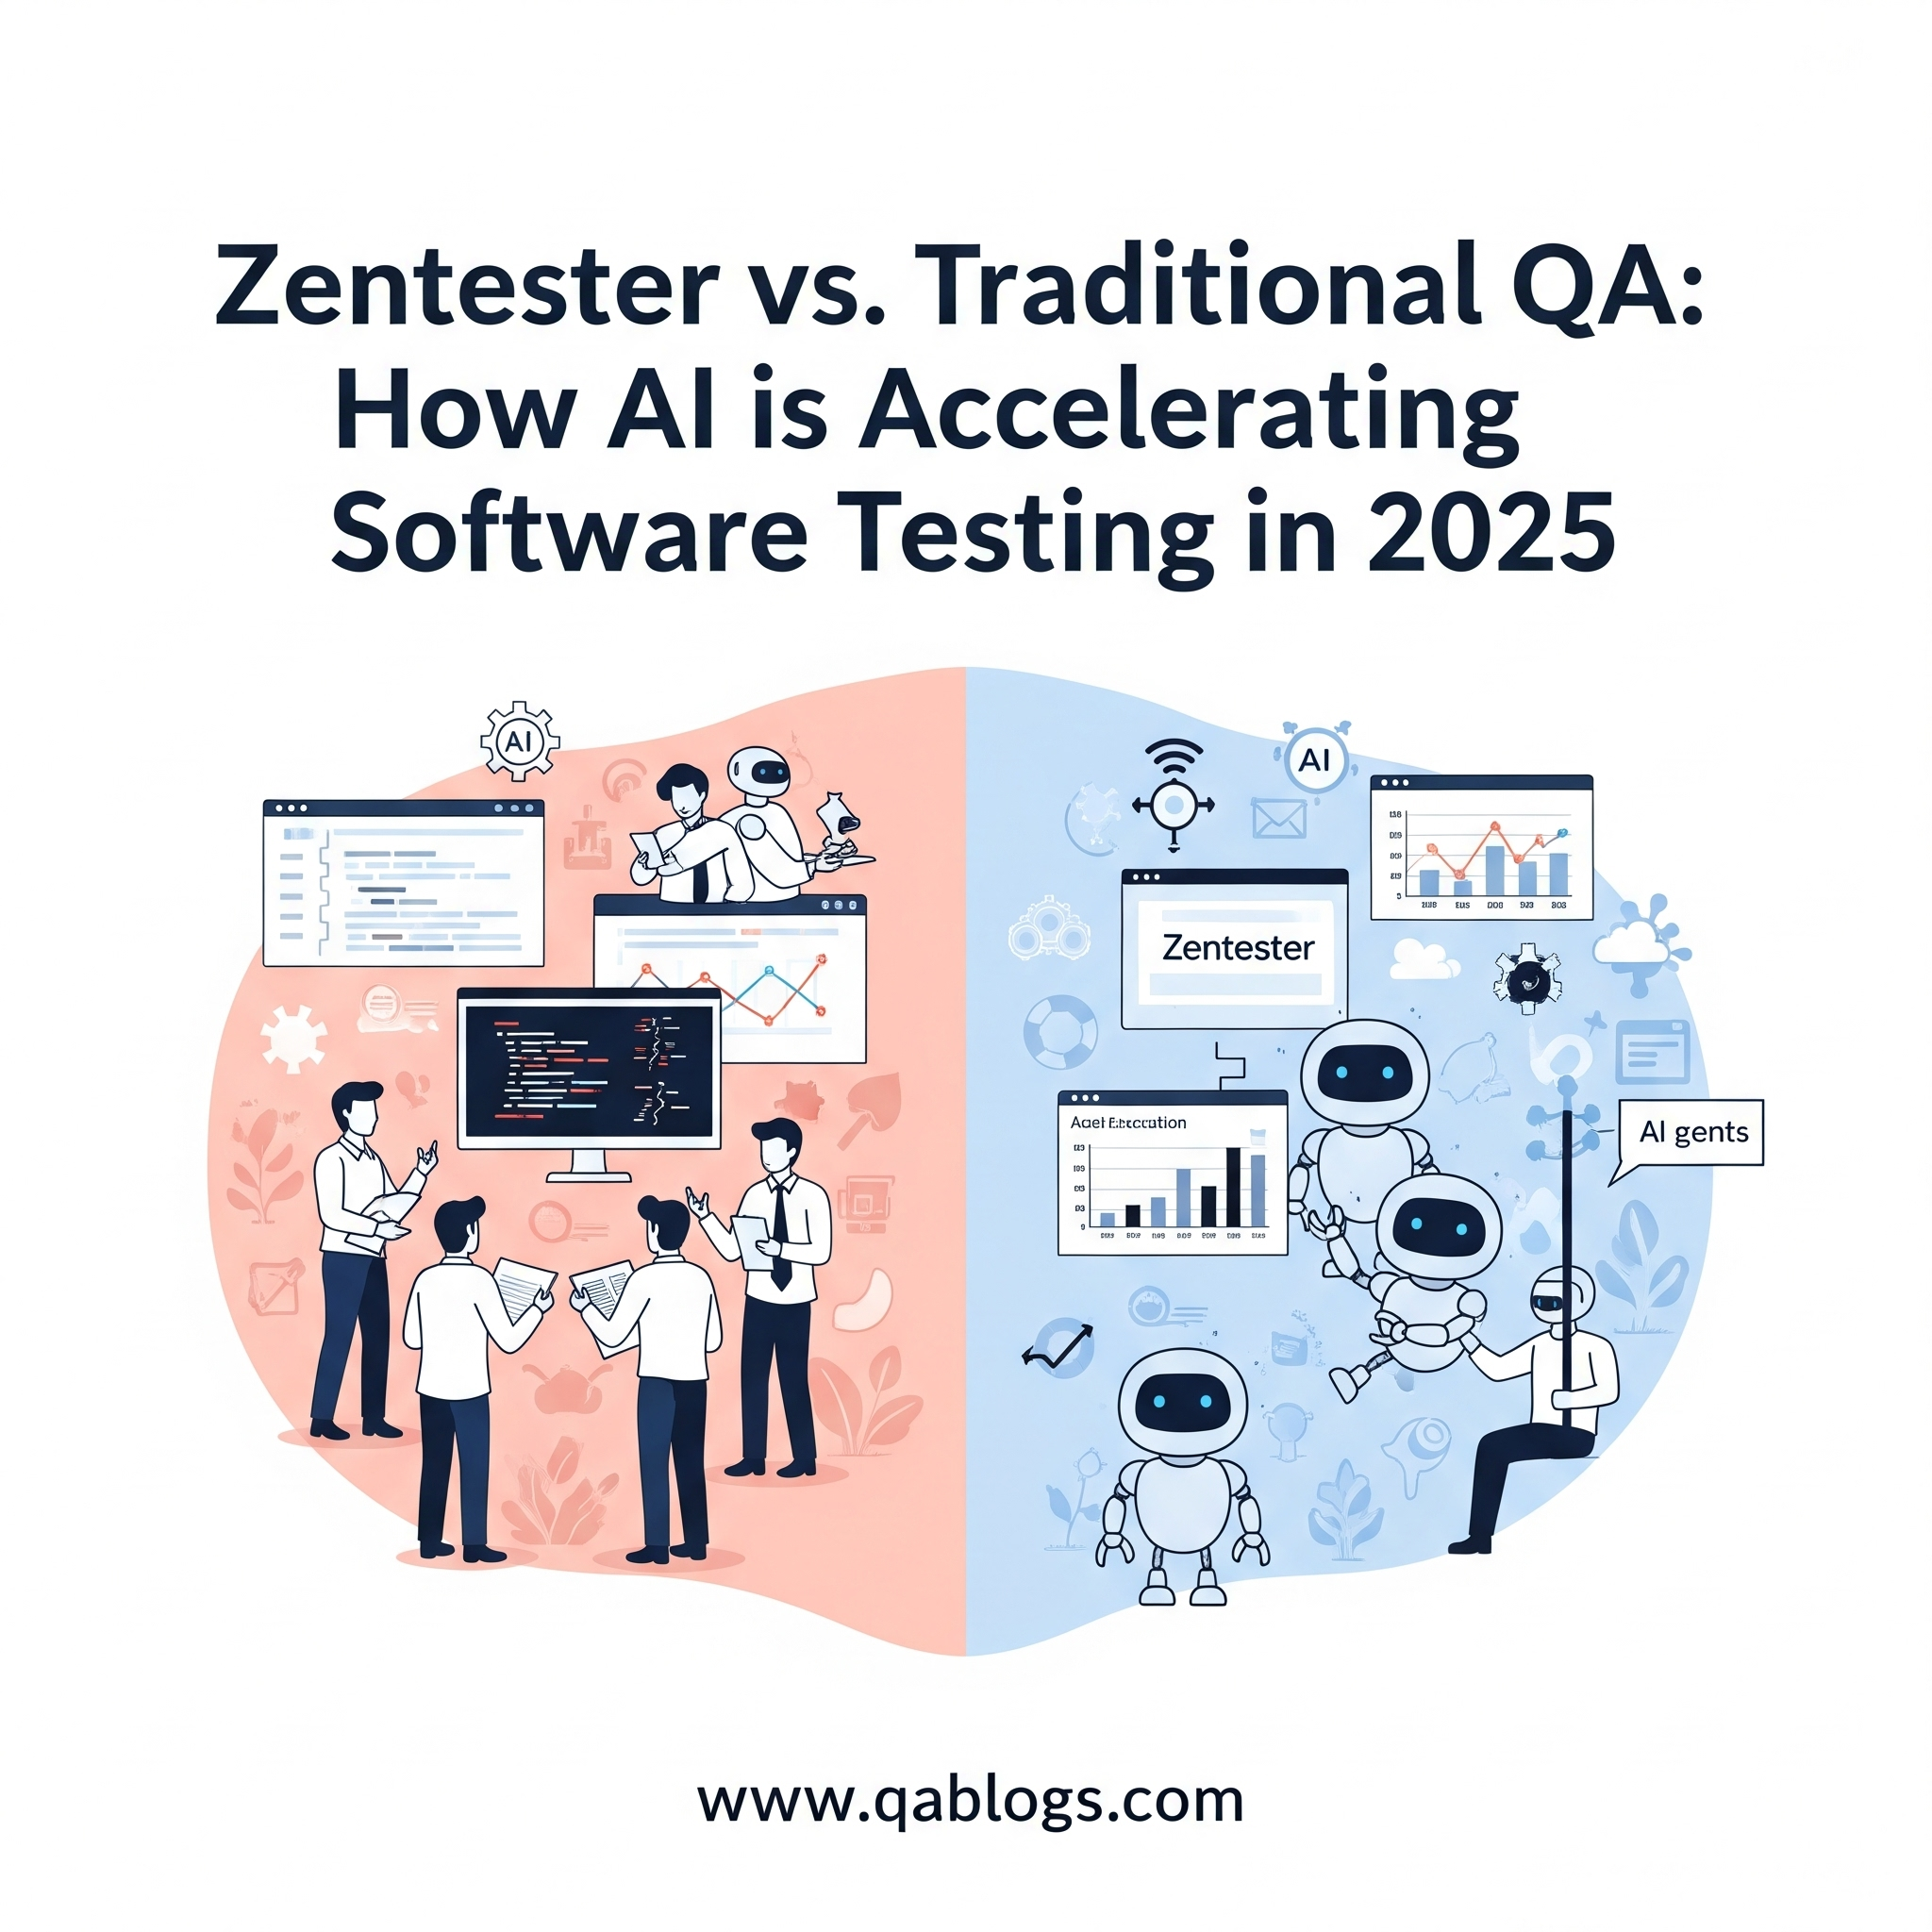 Zentester vs. Traditional QA:
How AI is Accelerating
Software Testing in 2025
AI
AI
Zentester
AI gents
www.qablogs.com